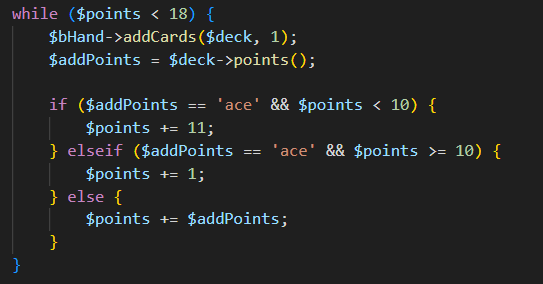 while ($points < 18) {
    $bHand->addCards($deck, 1);
    $addPoints = $deck->points();

    if ($addPoints == 'ace' && $points < 10) {
        $points += 11;
    } elseif ($addPoints == 'ace' && $points >= 10) {
        $points += 1;
    } else {
        $points += $addPoints;
    }
}